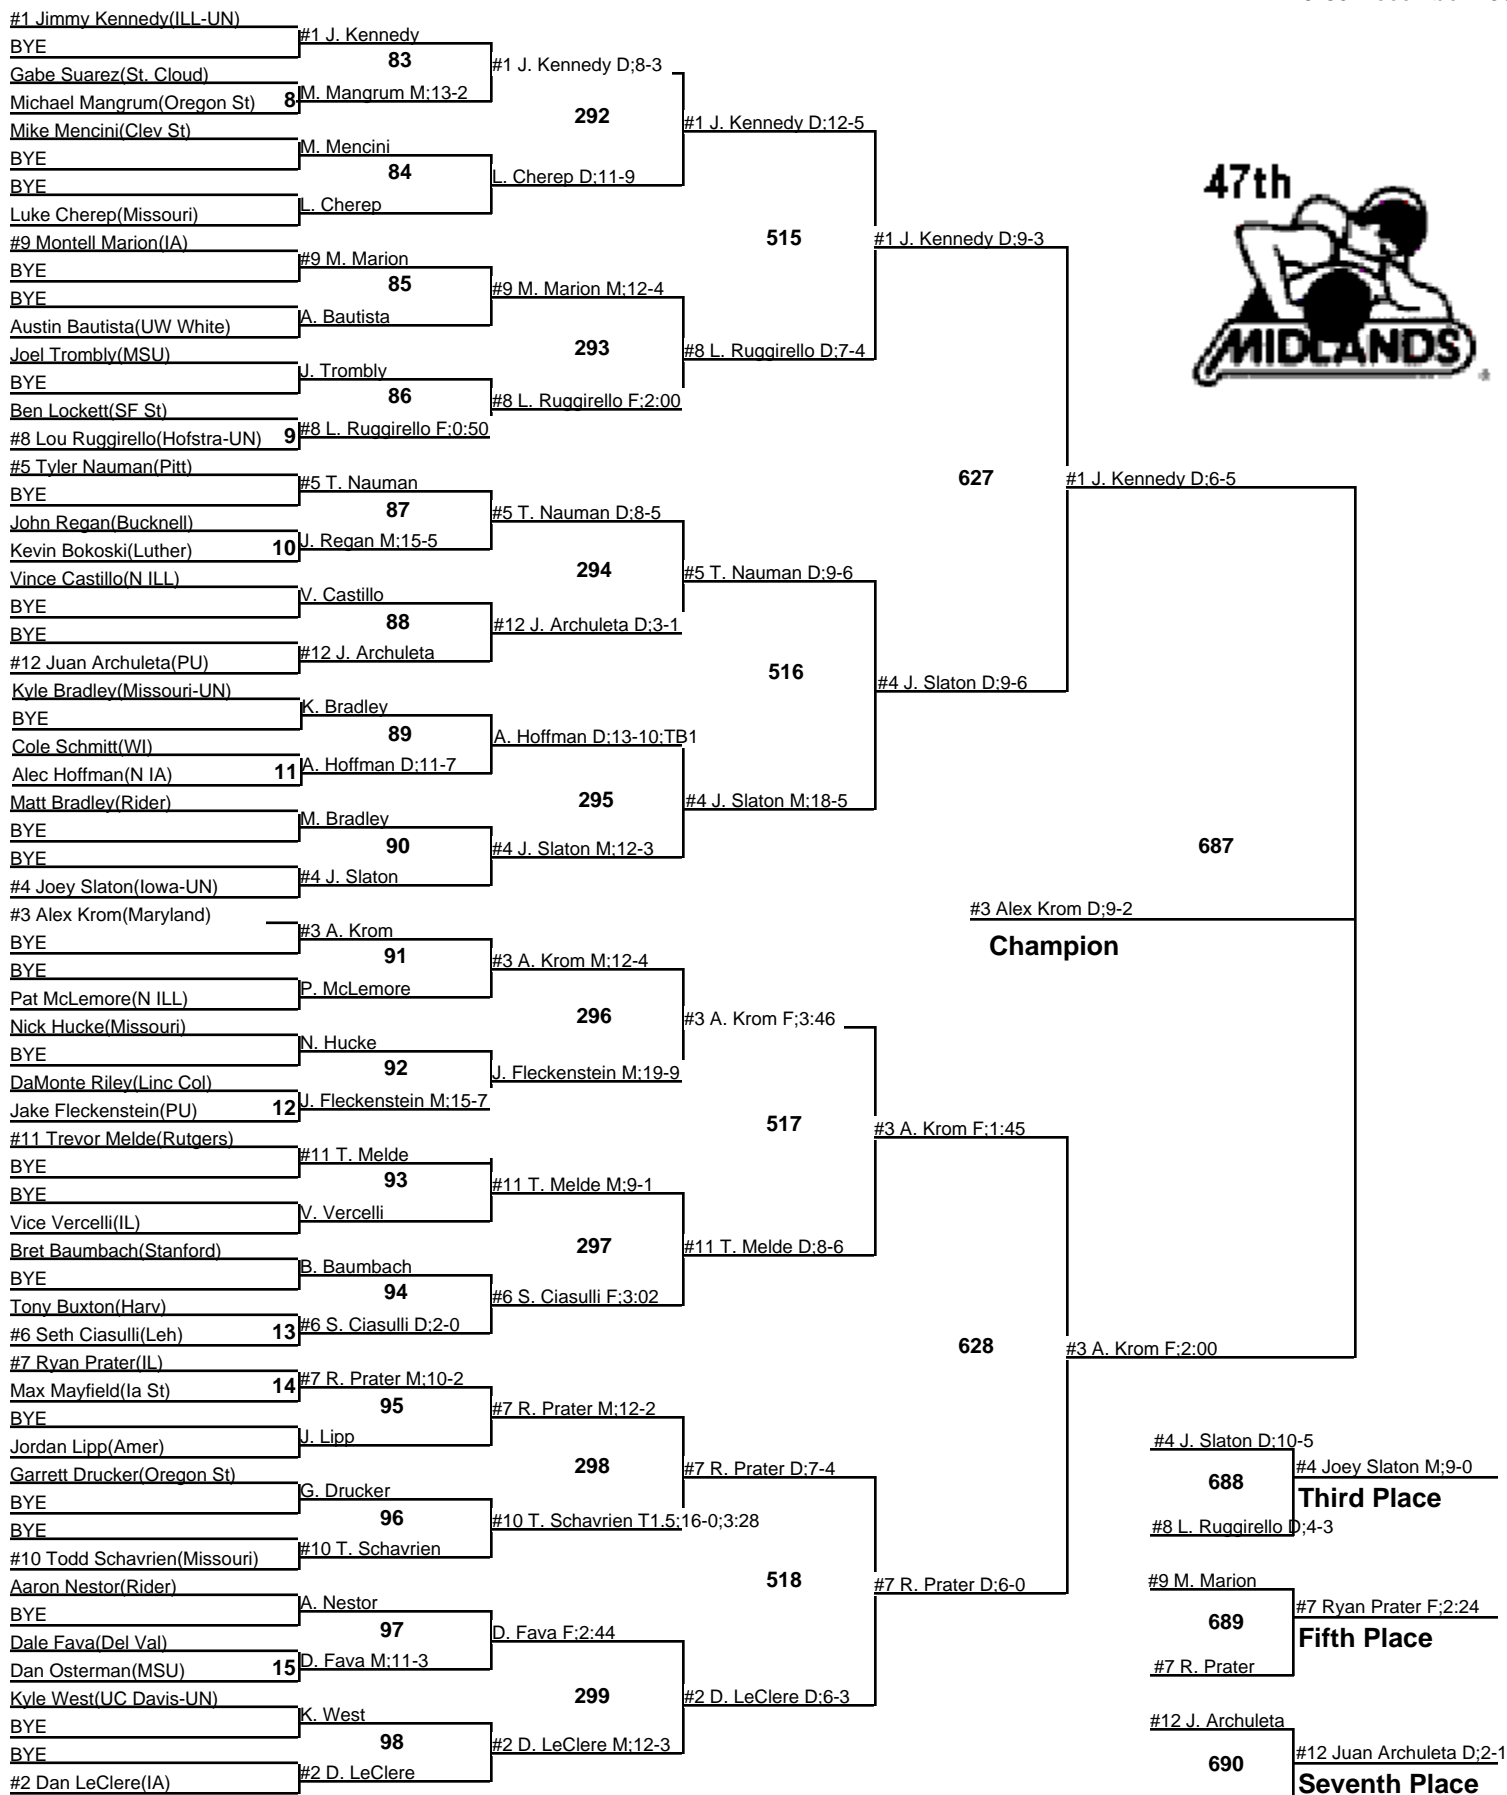 #1 Jimmy Kennedy(ILL-UN)
BYE
Gabe Suarez(St. Cloud)
Michael Mangrum(Oregon St) 8
Mike Mencini(Clev St)
BYE
BYE
Luke Cherep(Missouri)
#9 Montell Marion(IA)
BYE
BYE
Austin Bautista(UW White)
Joel Trombly(MSU)
BYE
Ben Lockett(SF St)
#8 Lou Ruggirello(Hofstra-UN) 9
#5 Tyler Nauman(Pitt)
BYE
John Regan(Bucknell)
Kevin Bokoski(Luther) 10
Vince Castillo(N ILL)
BYE
BYE
#12 Juan Archuleta(PU)
Kyle Bradley(Missouri-UN)
BYE
Cole Schmitt(WI)
Alec Hoffman(N IA) 11
Matt Bradley(Rider)
BYE
BYE
#4 Joey Slaton(Iowa-UN)
#3 Alex Krom(Maryland)
BYE
BYE
Pat McLemore(N ILL)
Nick Hucke(Missouri)
BYE
DaMonte Riley(Linc Col)
Jake Fleckenstein(PU) 12
#11 Trevor Melde(Rutgers)
BYE
BYE
Vice Vercelli(IL)
Bret Baumbach(Stanford)
BYE
Tony Buxton(Harv)
#6 Seth Ciasulli(Leh) 13
#7 Ryan Prater(IL)
Max Mayfield(Ia St) 14
BYE
Jordan Lipp(Amer)
Garrett Drucker(Oregon St)
BYE
BYE
#10 Todd Schavrien(Missouri)
Aaron Nestor(Rider)
BYE
Dale Fava(Del Val)
Dan Osterman(MSU) 15
Kyle West(UC Davis-UN)
BYE
BYE
#2 Dan LeClere(IA)
#1 J. Kennedy
83
M. Mangrum M;13-2
M. Mencini
84
L. Cherep
#9 M. Marion
85
A. Bautista
J. Trombly
86
#8 L. Ruggirello F;0:50
#5 T. Nauman
87
J. Regan M;15-5
V. Castillo
88
#12 J. Archuleta
K. Bradley
89
A. Hoffman D;11-7
M. Bradley
90
#4 J. Slaton
#3 A. Krom
91
P. McLemore
N. Hucke
92
J. Fleckenstein M;15-7
#11 T. Melde
93
V. Vercelli
B. Baumbach
94
#6 S. Ciasulli D;2-0
#7 R. Prater M;10-2
95
J. Lipp
G. Drucker
96
#10 T. Schavrien
A. Nestor
97
D. Fava M;11-3
K. West
98
#2 D. LeClere
#1 J. Kennedy D;8-3
292
L. Cherep D;11-9
#9 M. Marion M;12-4
293
#8 L. Ruggirello F;2:00
#5 T. Nauman D;8-5
294
#12 J. Archuleta D;3-1
A. Hoffman D;13-10;TB1
295
#4 J. Slaton M;12-3
#3 A. Krom M;12-4
296
J. Fleckenstein M;19-9
#11 T. Melde M;9-1
297
#6 S. Ciasulli F;3:02
#7 R. Prater M;12-2
298
#10 T. Schavrien T1.5;16-0;3:28
D. Fava F;2:44
299
#2 D. LeClere M;12-3
#1 J. Kennedy D;12-5
515
#8 L. Ruggirello D;7-4
#5 T. Nauman D;9-6
516
#4 J. Slaton M;18-5
#3 A. Krom F;3:46
517
#11 T. Melde D;8-6
#7 R. Prater D;7-4
518
#2 D. LeClere D;6-3
#1 J. Kennedy D;9-3
627
#4 J. Slaton D;9-6
#3 A. Krom F;1:45
628
#7 R. Prater D;6-0
#1 J. Kennedy D;6-5
687
#3 A. Krom F;2:00
#3 Alex Krom D;9-2
Champion
47th
MIDLANDS
#4 J. Slaton D;10-5
688
#8 L. Ruggirello D;4-3
#4 Joey Slaton M;9-0
Third Place
#9 M. Marion
689
#7 R. Prater
#7 Ryan Prater F;2:24
Fifth Place
#12 J. Archuleta
690
#12 Juan Archuleta D;2-1
Seventh Place